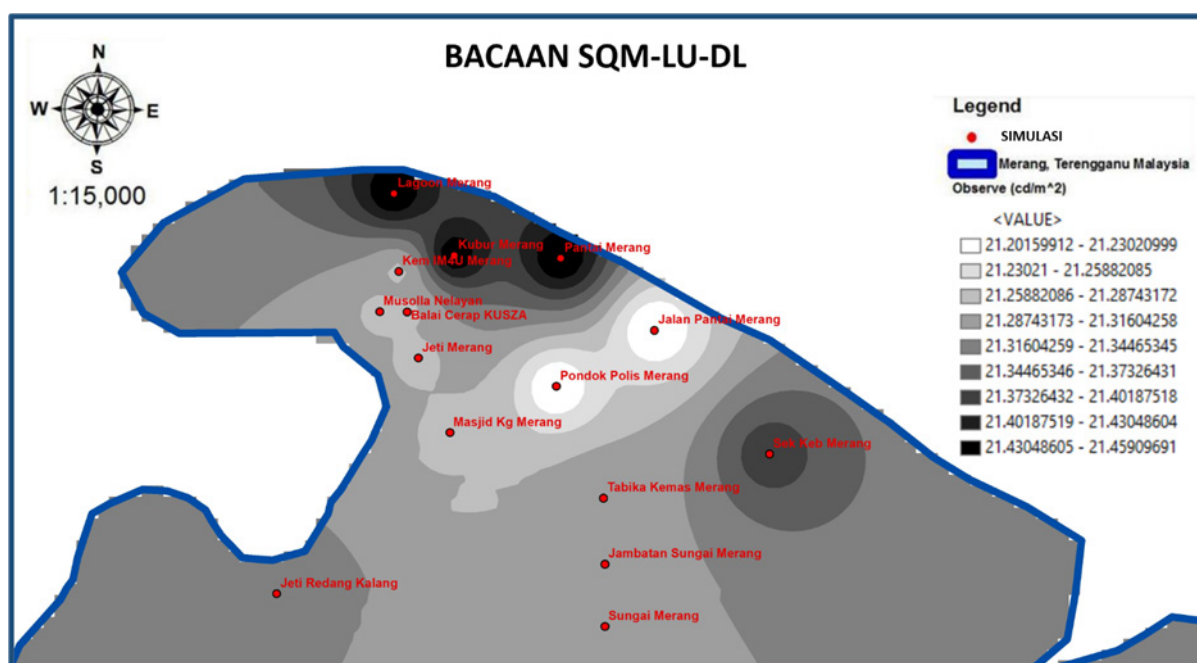 BACAAN SQM-LU-DL
N
W
E
S
1:15,000
Legend
SIMULASI
Merang, Terengganu Malaysia
Observe (cd/m^2)
<VALUE>
21.20159912 - 21.23020999
21.23021 - 21.25882085
21.25882086 - 21.28743172
21.28743173 - 21.31604258
21.31604259 - 21.34465345
21.34465346 - 21.37326431
21.37326432 - 21.40187518
21.40187519 - 21.43048604
21.43048605 - 21.45909691
Lagoon Merang
Kubur Merang
Pantai Merang
Kem IM4U Merang
Musolla Nelayan
Balai Cerap KUSZA
Jalan Pantai Merang
Jeti Merang
Pondok Polis Merang
Masjid Kg Merang
Sek Keb Merang
Tabika Kemas Merang
Jambatan Sungai Merang
Jeti Redang Kalang
Sungai Merang